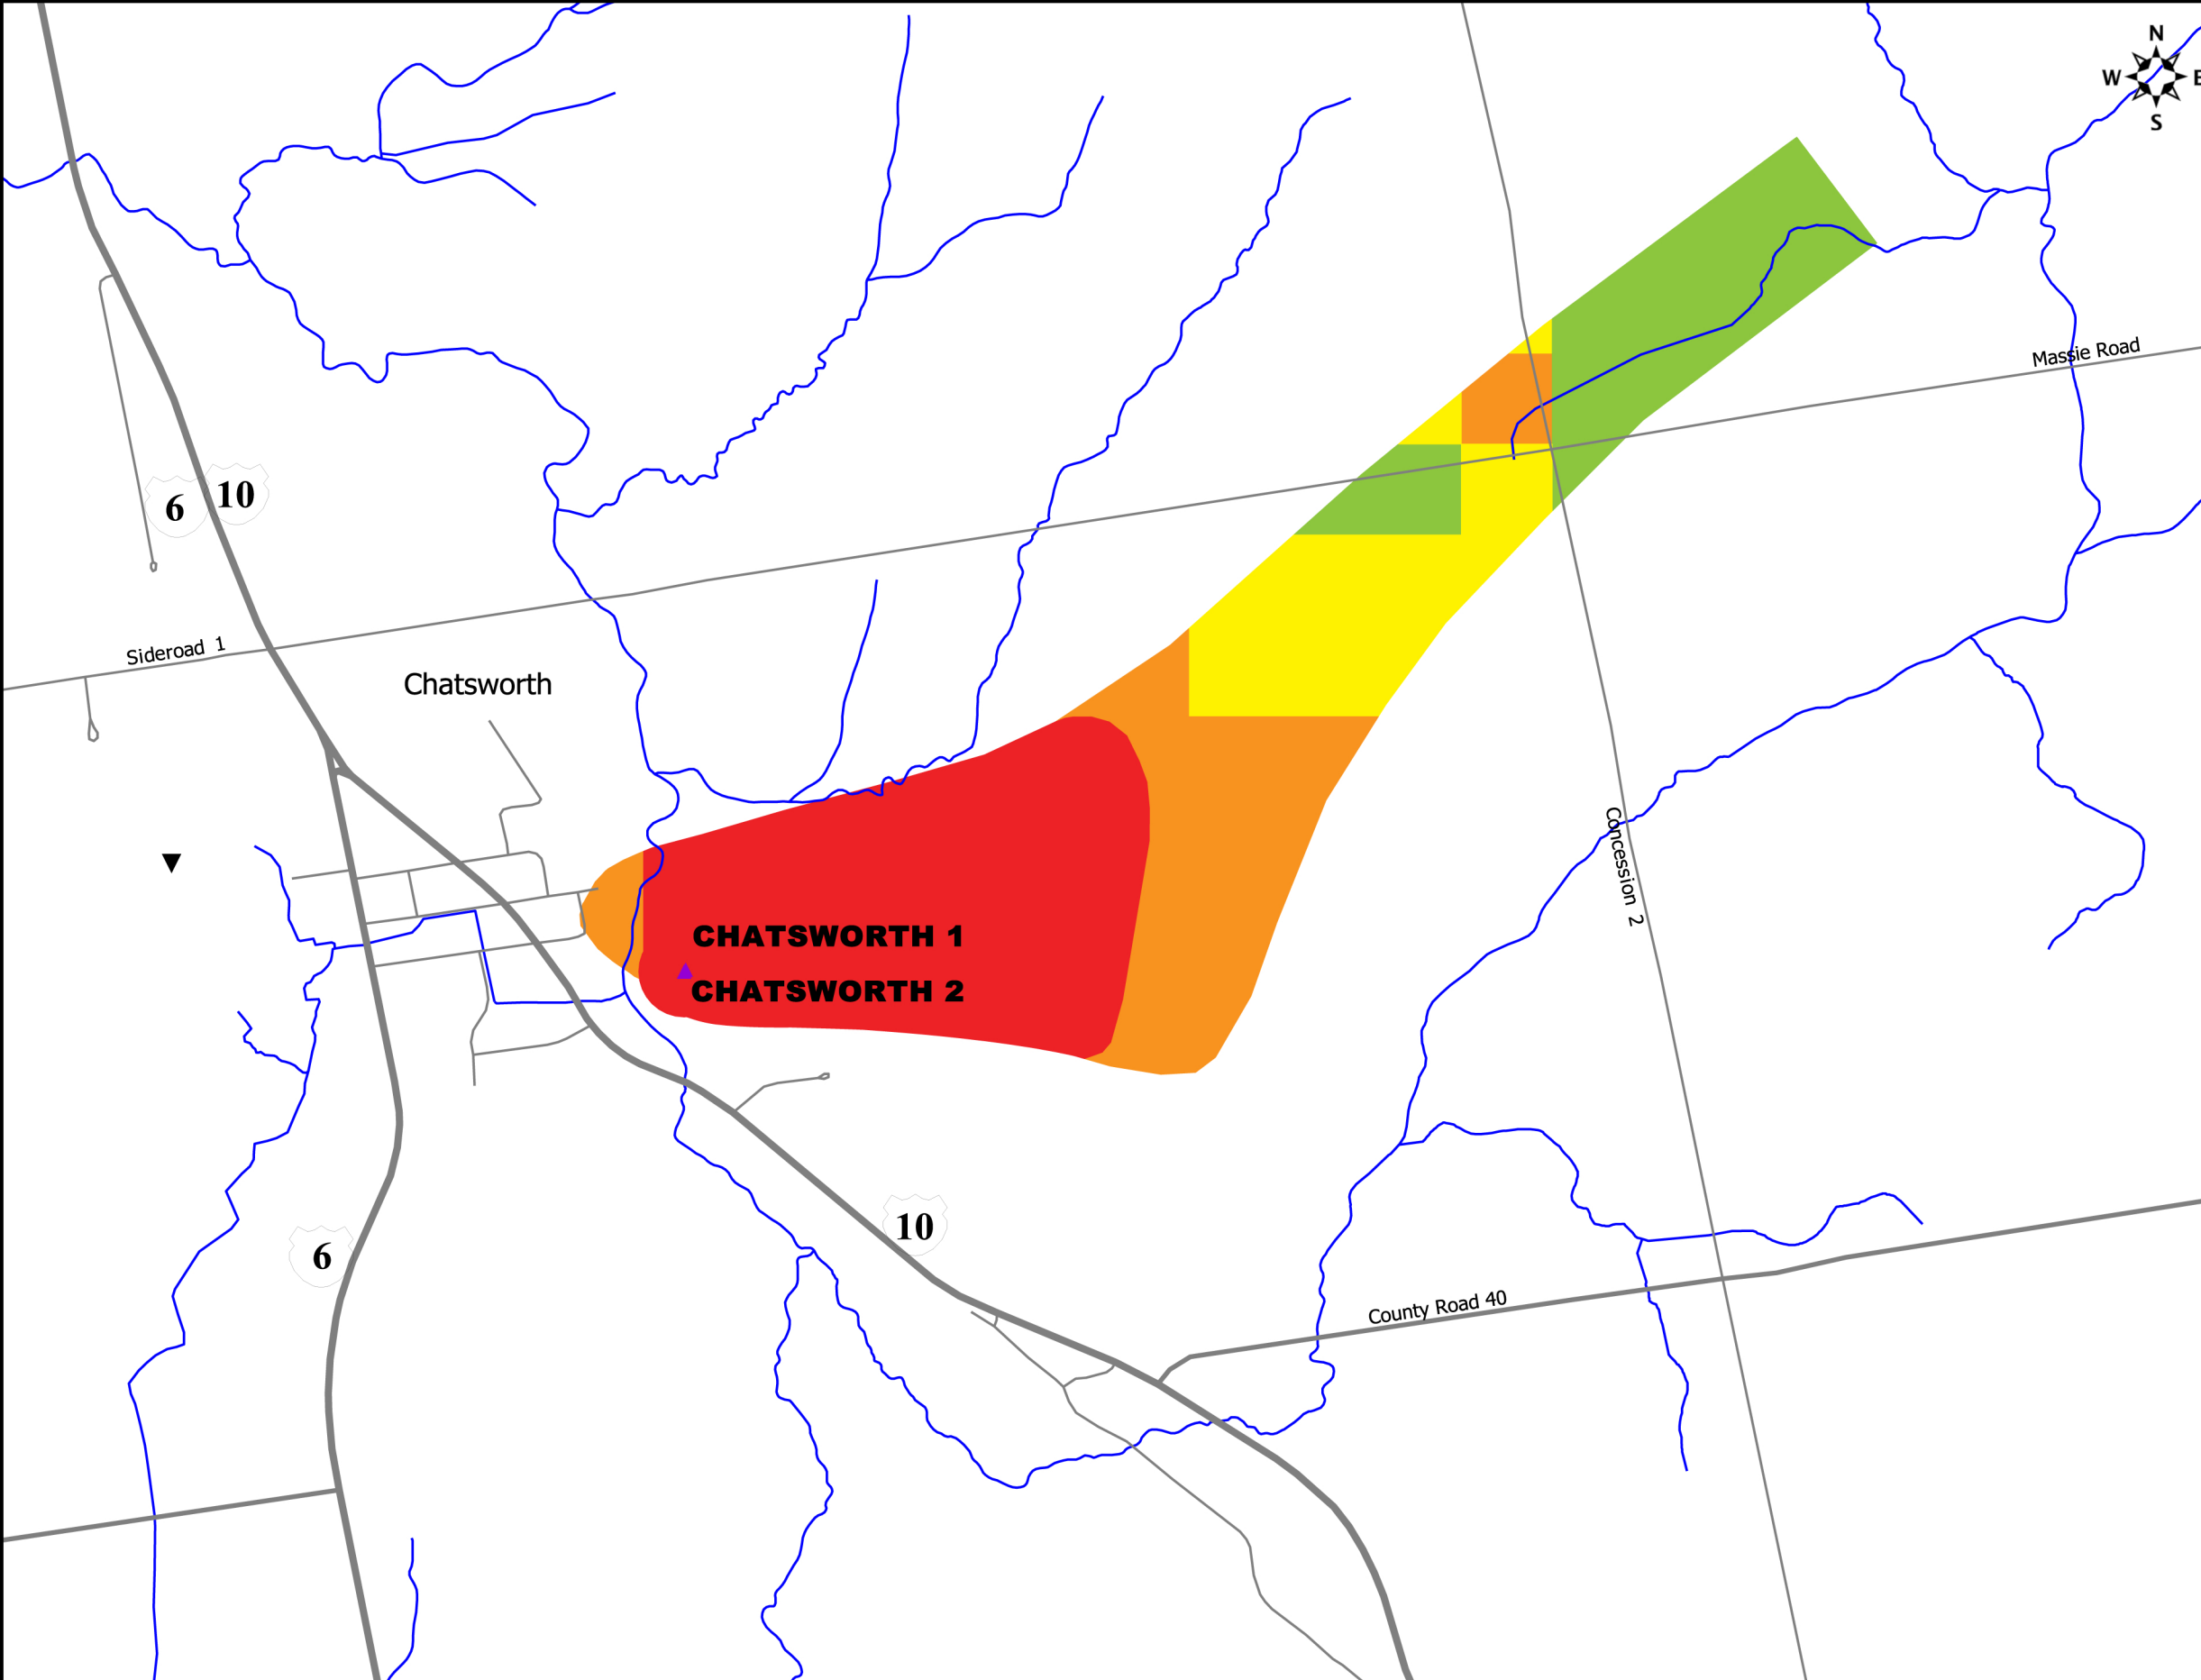 N
W
E
S
Massie Road
6
10
Sideroad 1
Chatsworth
Concession 2
CHATSWORTH 1
CHATSWORTH 2
10
6
County Road 40